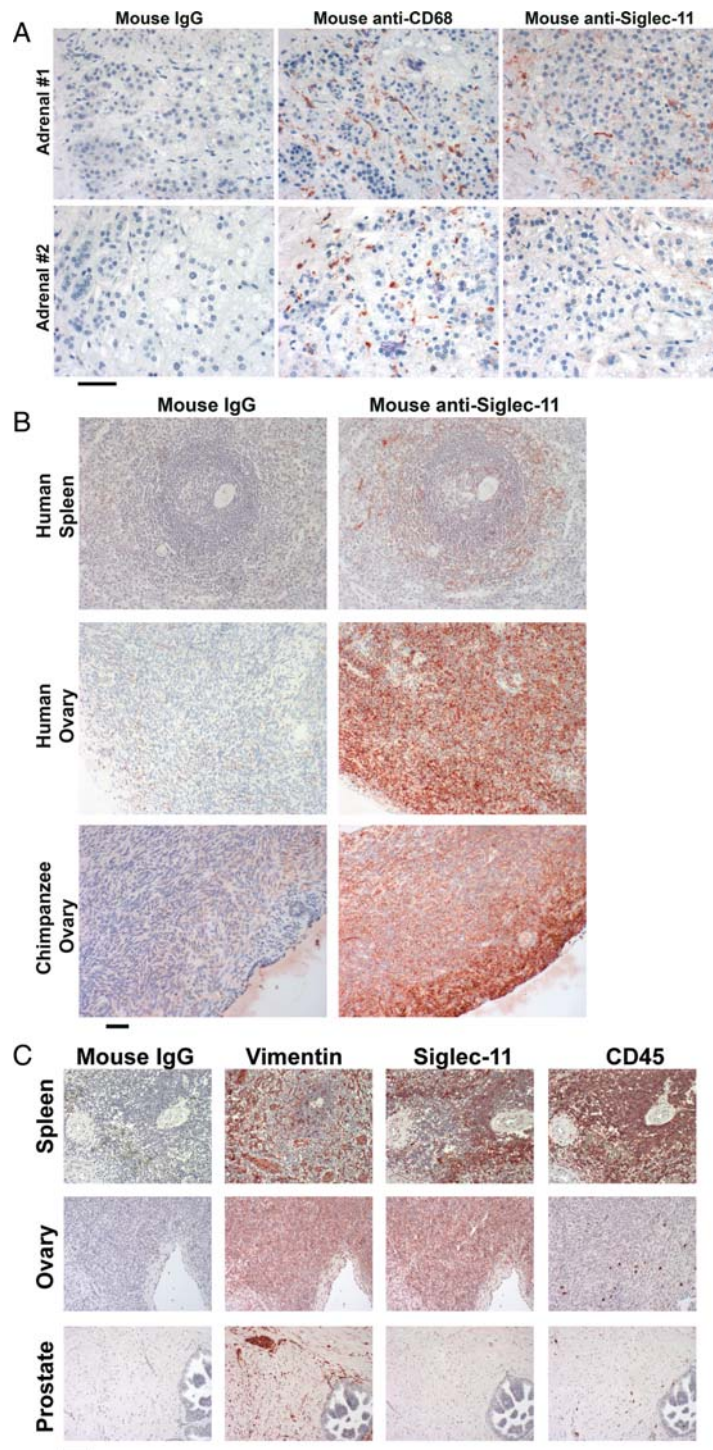 A
Mouse IgG Mouse anti-CD68 Mouse anti-Siglec-11
Adrenal #1
Adrenal #2
B
Mouse IgG Mouse anti-Siglec-11
Human
Spleen
Human
Ovary
Chimpanzee
Ovary
C
Mouse IgG Vimentin Siglec-11 CD45
Spleen
Ovary
Prostate